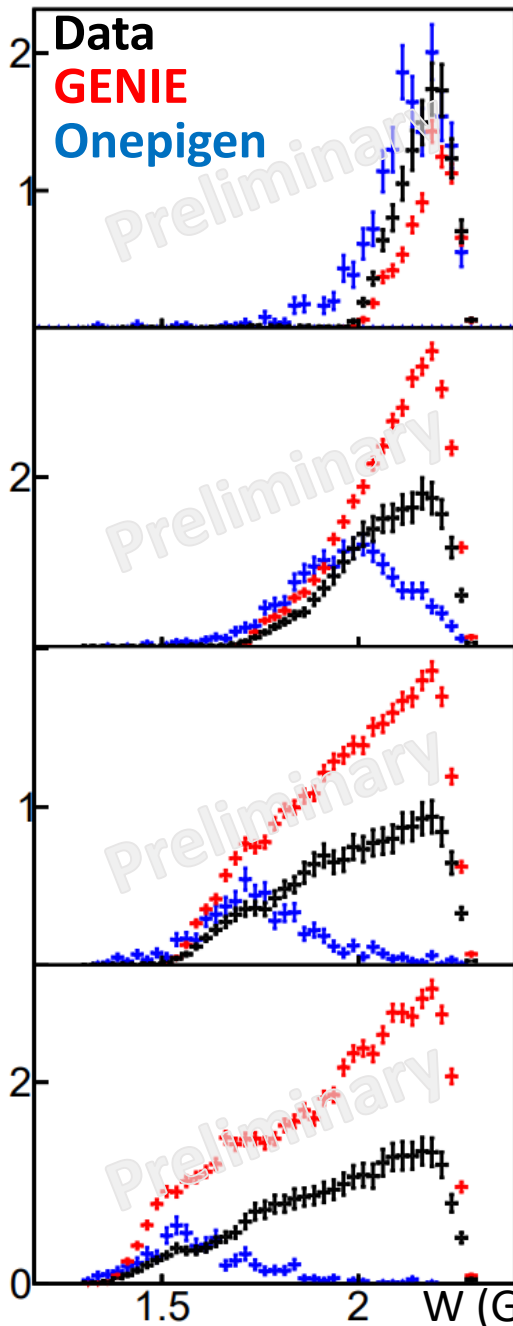 2
Data
GENIE
Onepigen
1
Preliminary
2
Preliminary
1
Preliminary
2
Preliminary
0
1.5
2
W (G